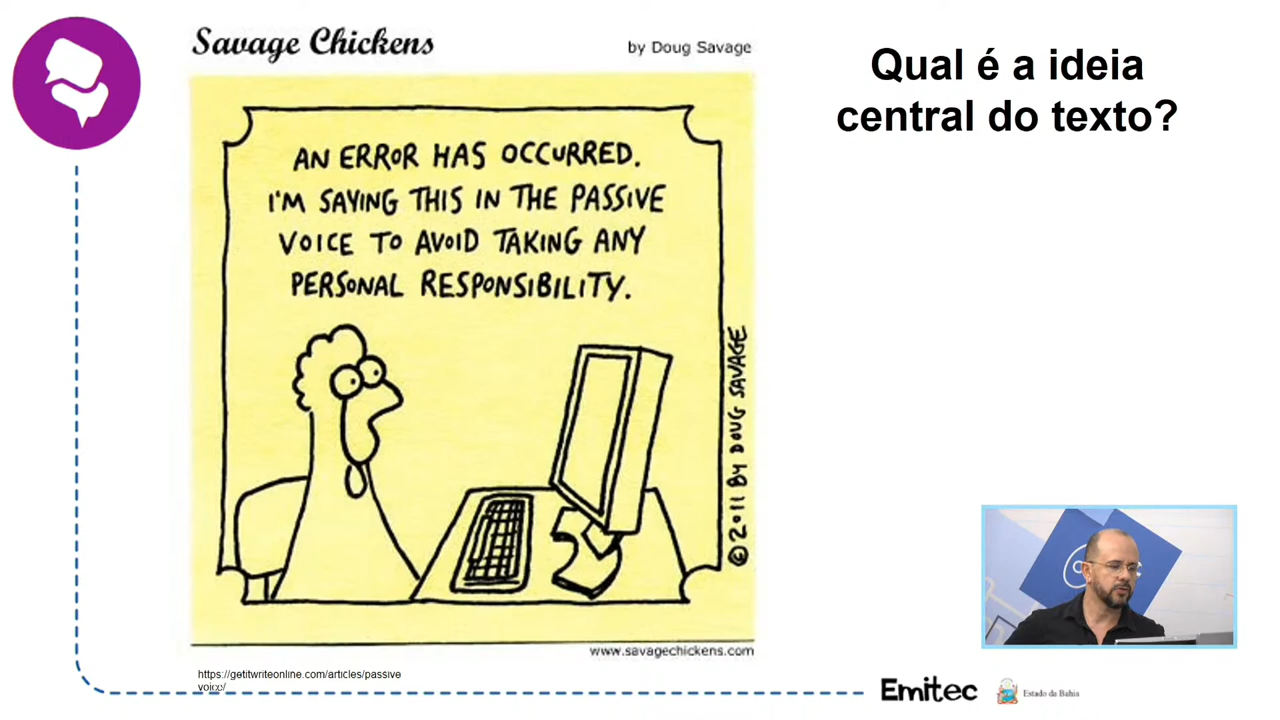 Savage Chickens
by Doug Savage
AN ERROR HAS OCCURRED.
I'M SAYING THIS IN THE PASSIVE
VOICE TO AVOID TAKING ANY
PERSONAL RESPONSIBILITY.
© 2011 BY DOUG SAVAGE
www.savagechickens.com
https://getitwriteonline.com/articles/passive
voice/
Qual é a ideia
central do texto?
Emitec
Estado da Bahia